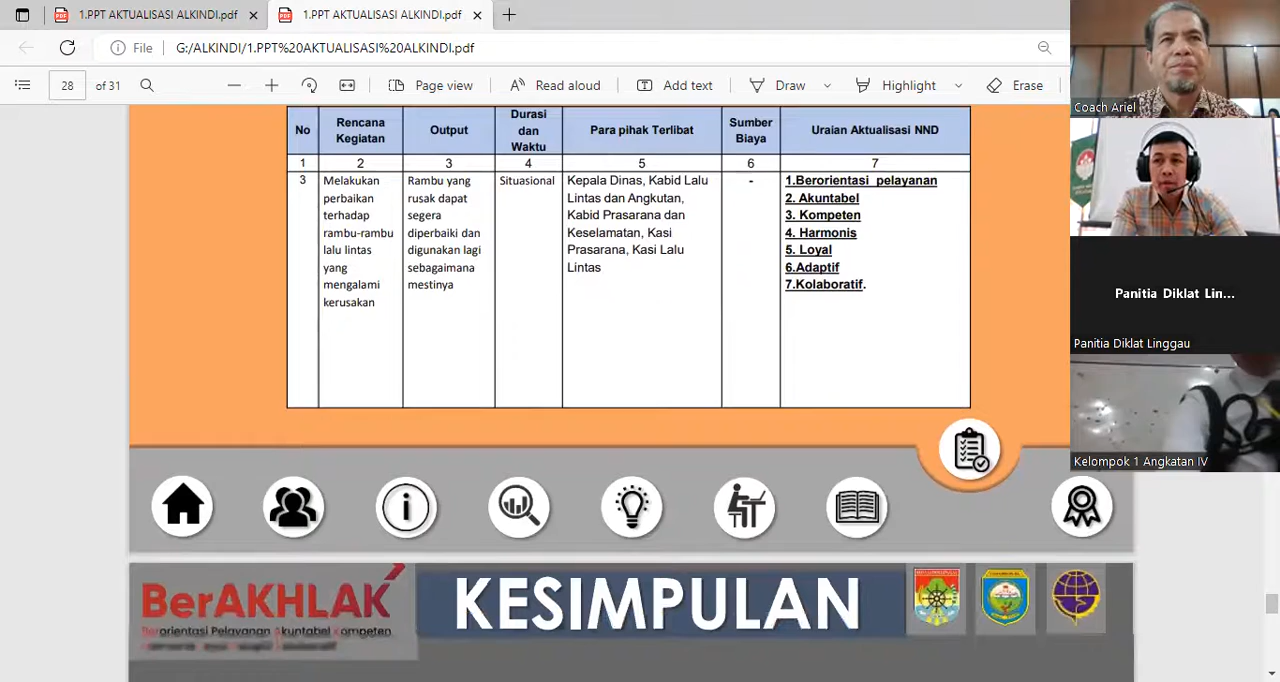 1.PPT AKTUALISASI ALKINDI.pdf
1.PPT AKTUALISASI ALKINDI.pdf
File
G:/ALKINDI/1.PPT%20AKTUALISASI%20ALKINDI.pdf
28
of 31
Page view
Read aloud
Add text
Draw
Highlight
Erase
No
Rencana
Kegiatan
Output
Durasi
dan
Waktu
Para pihak Terlibat
Sumber
Biaya
Uraian Aktualisasi NND
1
2
3
4
5
6
7
3
Melakukan
perbaikan
terhadap
rambu-rambu
lalu lintas
yang
mengalami
kerusakan
Rambu yang
rusak dapat
segera
diperbaiki dan
digunakan lagi
sebagaimana
mestinya
Situasional
Kepala Dinas, Kabid Lalu
Lintas dan Angkutan,
Kabid Prasarana dan
Keselamatan, Kasi
Prasarana, Kasi Lalu
Lintas
-
1.Berorientasi pelayanan
2. Akuntabel
3. Kompeten
4. Harmonis
5. Loyal
6.Adaptif
7.Kolaboratif.
BerAKHLAK
Berorientasi Pelayanan Akuntabel Kompeten
KESIMPULAN
Coach Ariel
Panitia Diklat Lin...
Panitia Diklat Linggau
Kelompok 1 Angkatan IV